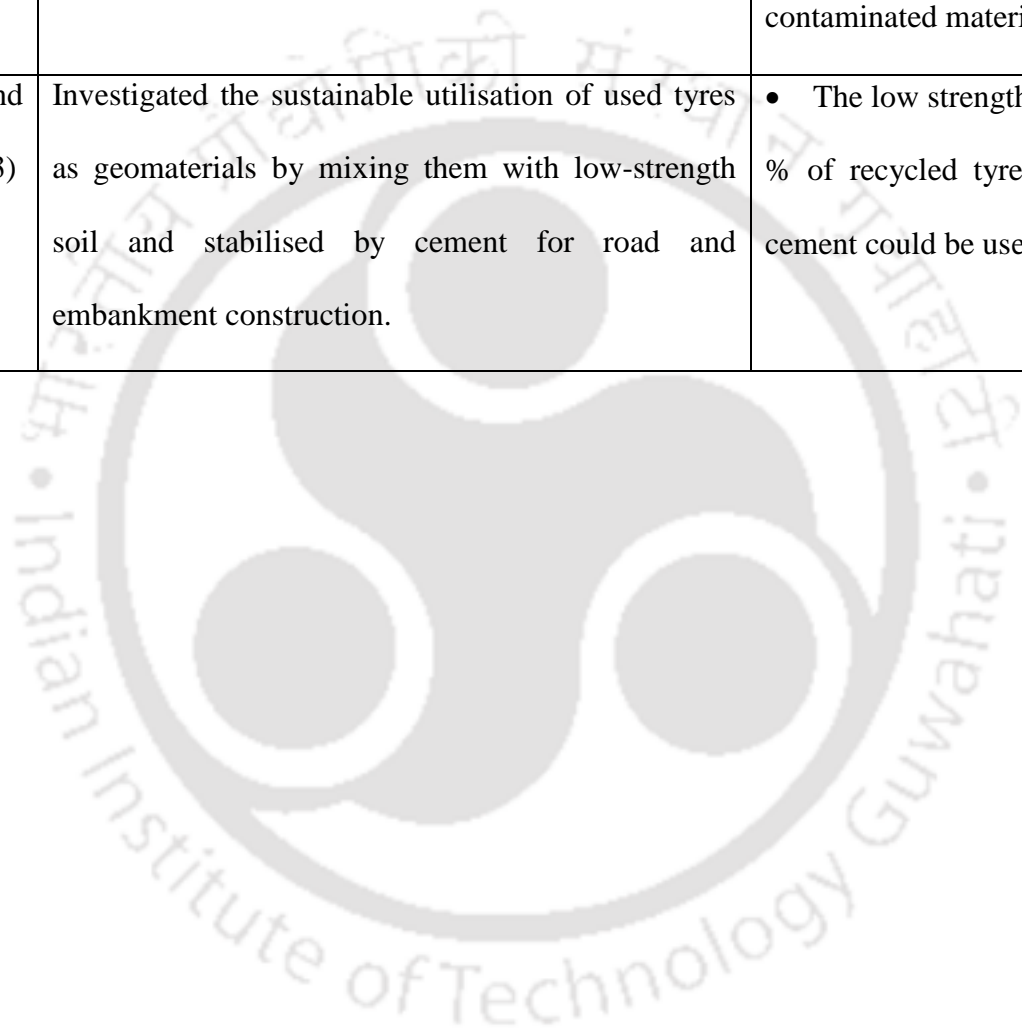 contaminated materi
nd Investigated the sustainable utilisation of used tyres • The low strength
3) as geomaterials by mixing them with low-strength % of recycled tyre
soil and stabilised by cement for road and cement could be use
embankment construction.
भारतीय प्रौद्योगिकी संस्थान गुवाहाटी
Indian Institute of Technology Guwahati